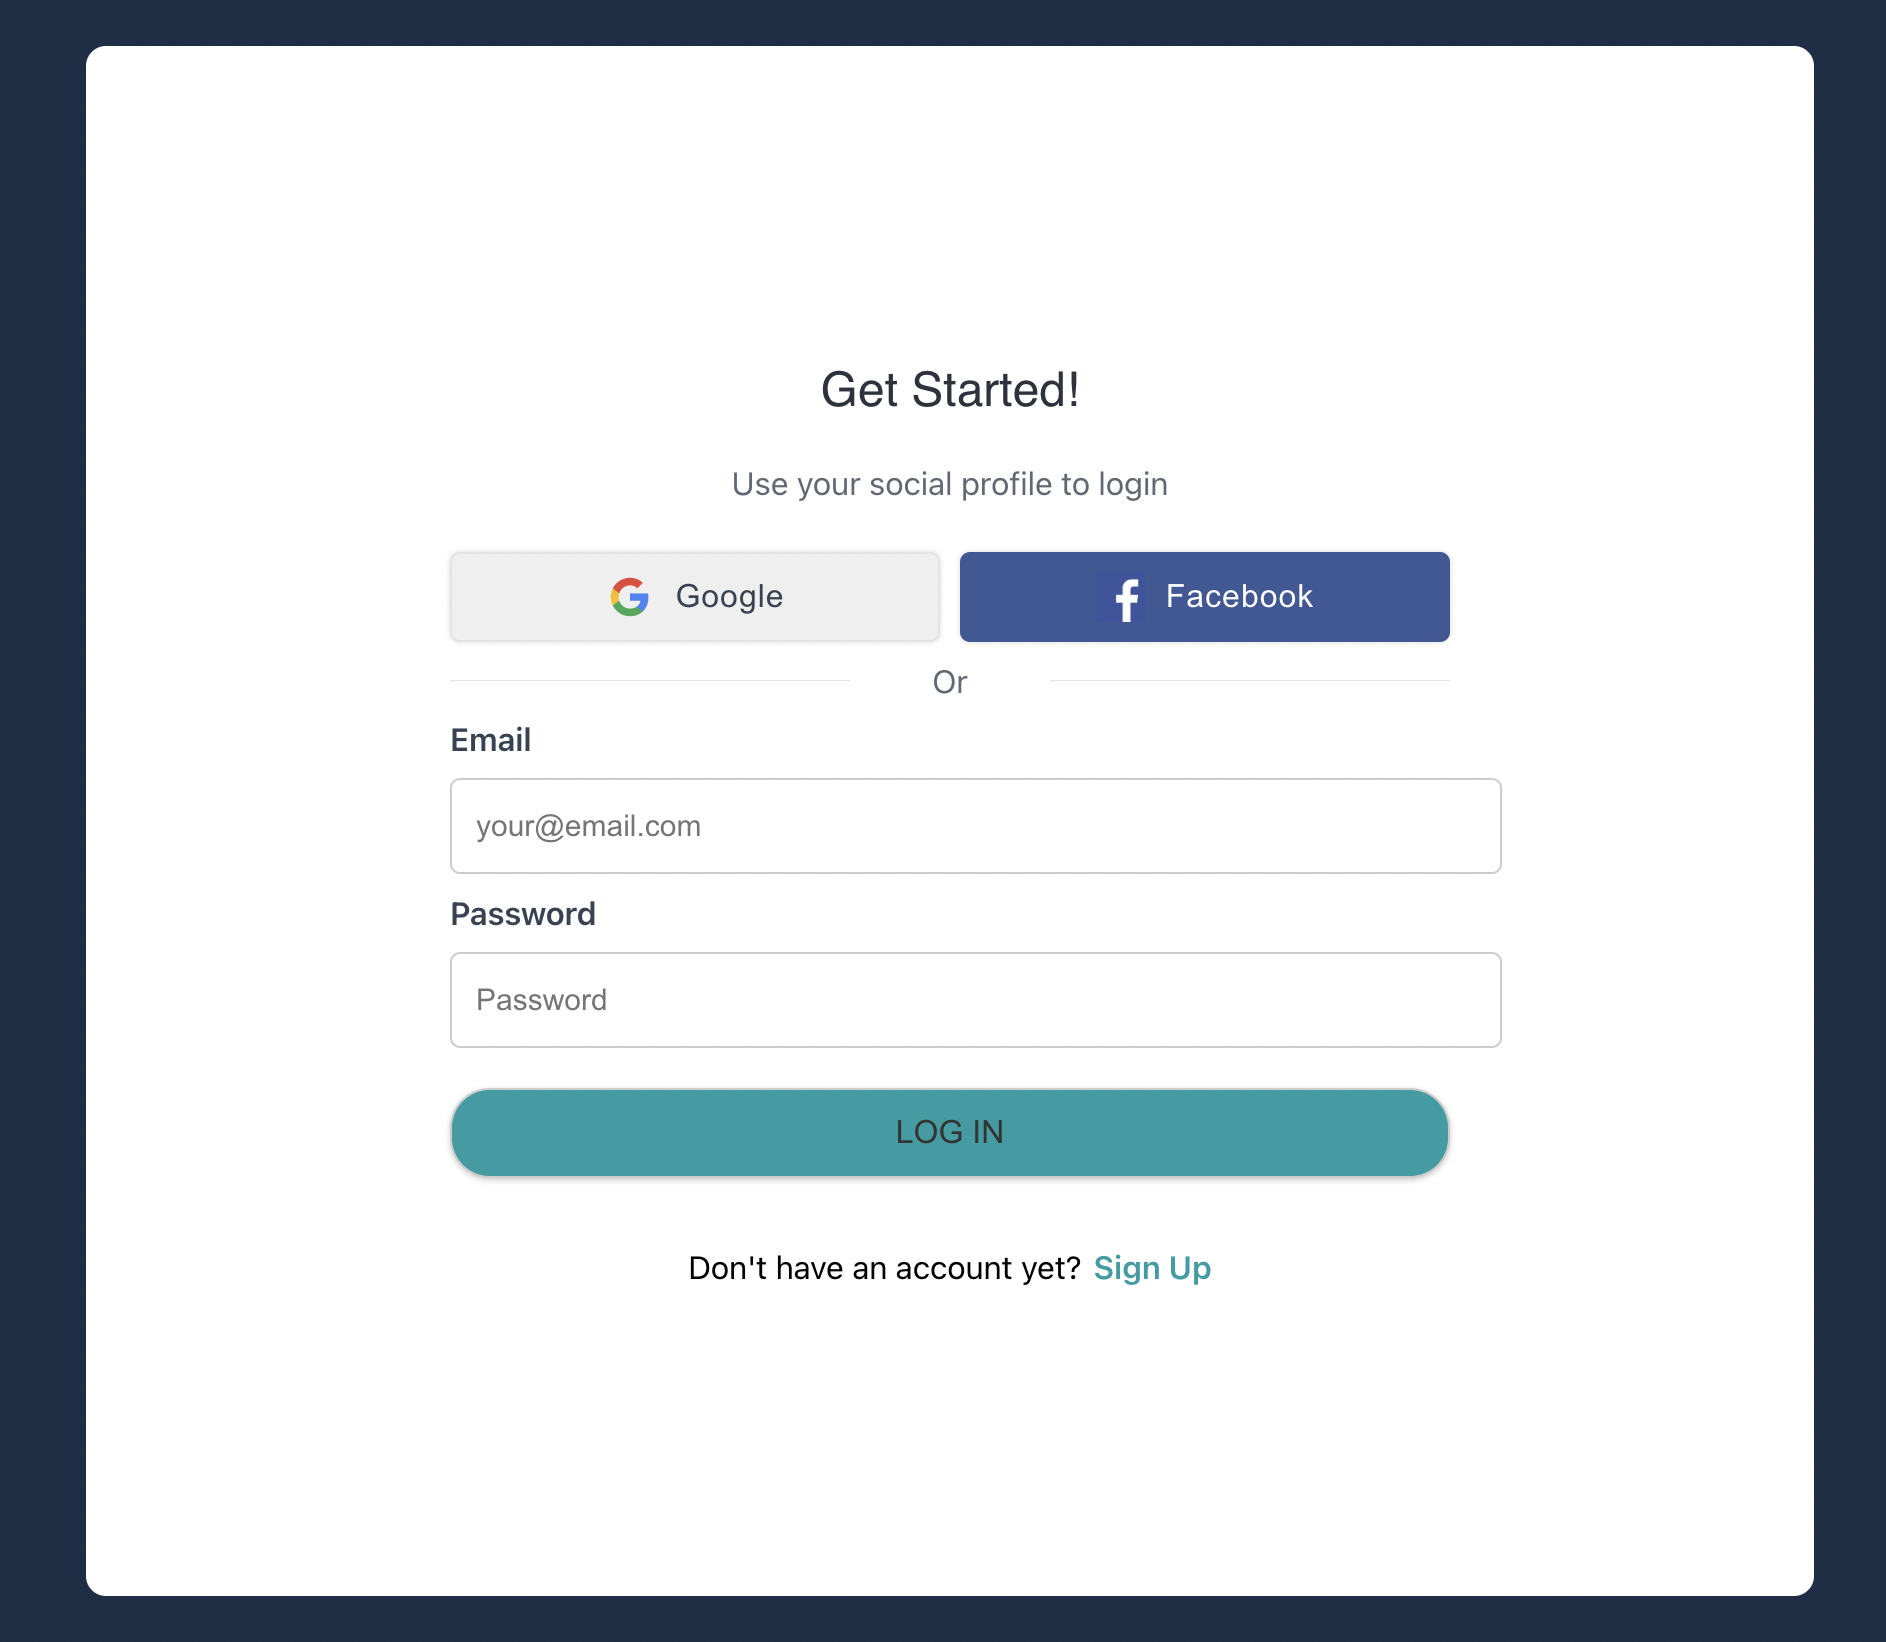 Get Started!
Use your social profile to login
Google
Facebook
Or
Email
your@email.com
Password
Password
LOG IN
Don't have an account yet? Sign Up